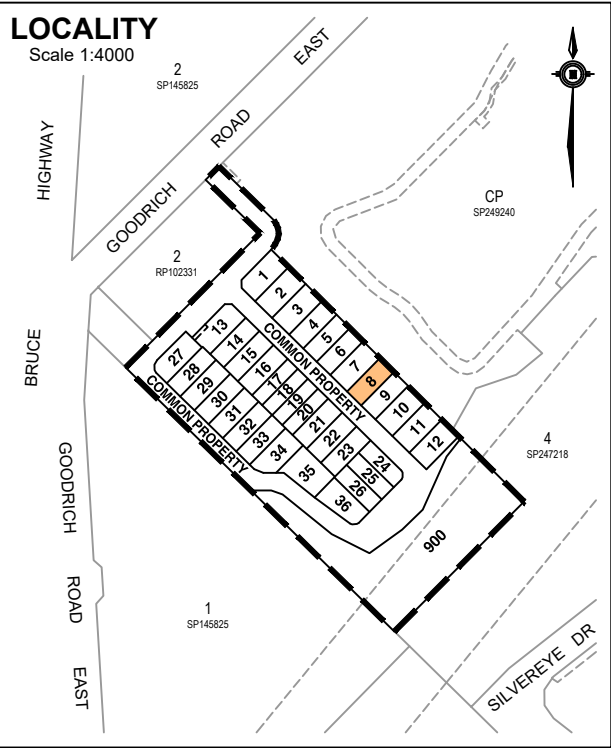 LOCALITY
Scale 1:4000
2
SP145825
EAST
ROAD
GOODRICH
HIGHWAY
BRUCE
CP
SP249240
2
RP102331
1
2
3
4
5
6
7
8
9
10
11
12
COMMON PROPERTY
13
14
15
16
17
18
19
20
21
22
23
24
25
26
27
28
29
30
31
32
33
34
35
36
COMMON PROPERTY
4
SP247218
900
GOODRICH
ROAD
EAST
1
SP145825
SILVEREYE DR